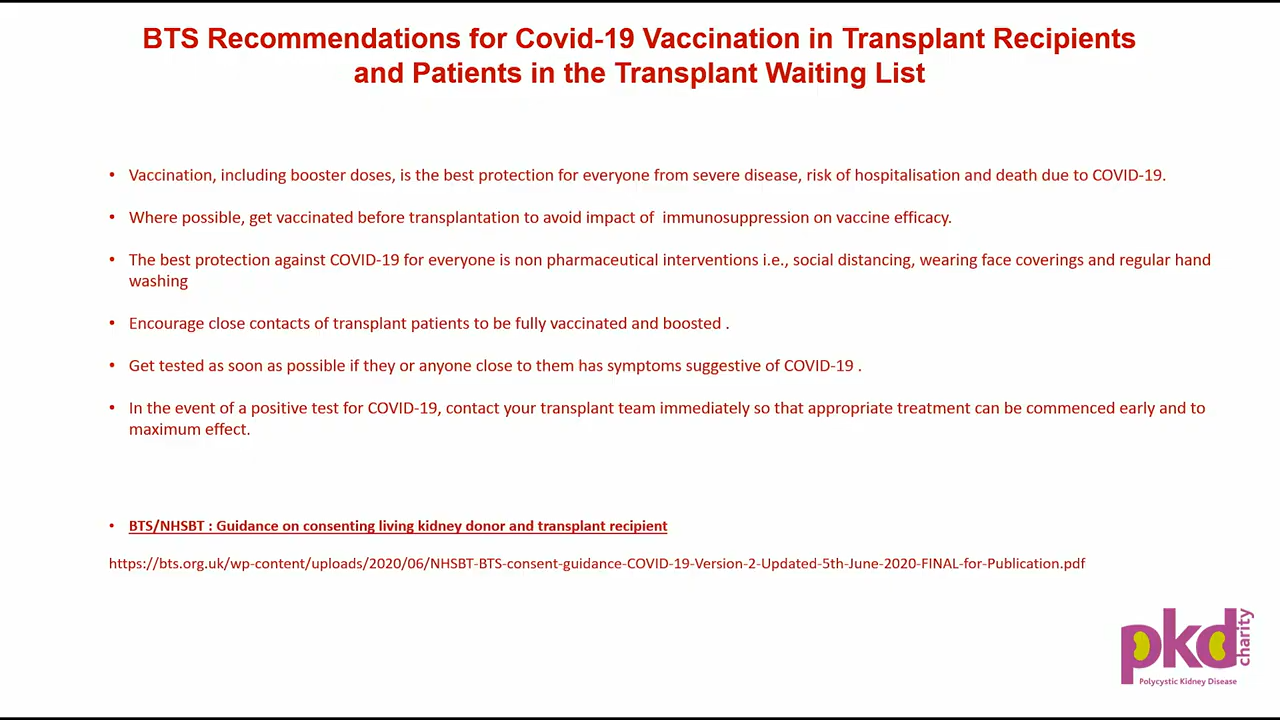 BTS Recommendations for Covid-19 Vaccination in Transplant Recipients
and Patients in the Transplant Waiting List
• Vaccination, including booster doses, is the best protection for everyone from severe disease, risk of hospitalisation and death due to COVID-19.
• Where possible, get vaccinated before transplantation to avoid impact of  immunosuppression on vaccine efficacy.
• The best protection against COVID-19 for everyone is non pharmaceutical interventions i.e., social distancing, wearing face coverings and regular hand
washing
• Encourage close contacts of transplant patients to be fully vaccinated and boosted .
• Get tested as soon as possible if they or anyone close to them has symptoms suggestive of COVID-19 .
• In the event of a positive test for COVID-19, contact your transplant team immediately so that appropriate treatment can be commenced early and to
maximum effect.
• BTS/NHSBT : Guidance on consenting living kidney donor and transplant recipient
https://bts.org.uk/wp-content/uploads/2020/06/NHSBT-BTS-consent-guidance-COVID-19-Version-2-Updated-5th-June-2020-FINAL-for-Publication.pdf
pkd charity
Polycystic Kidney Disease